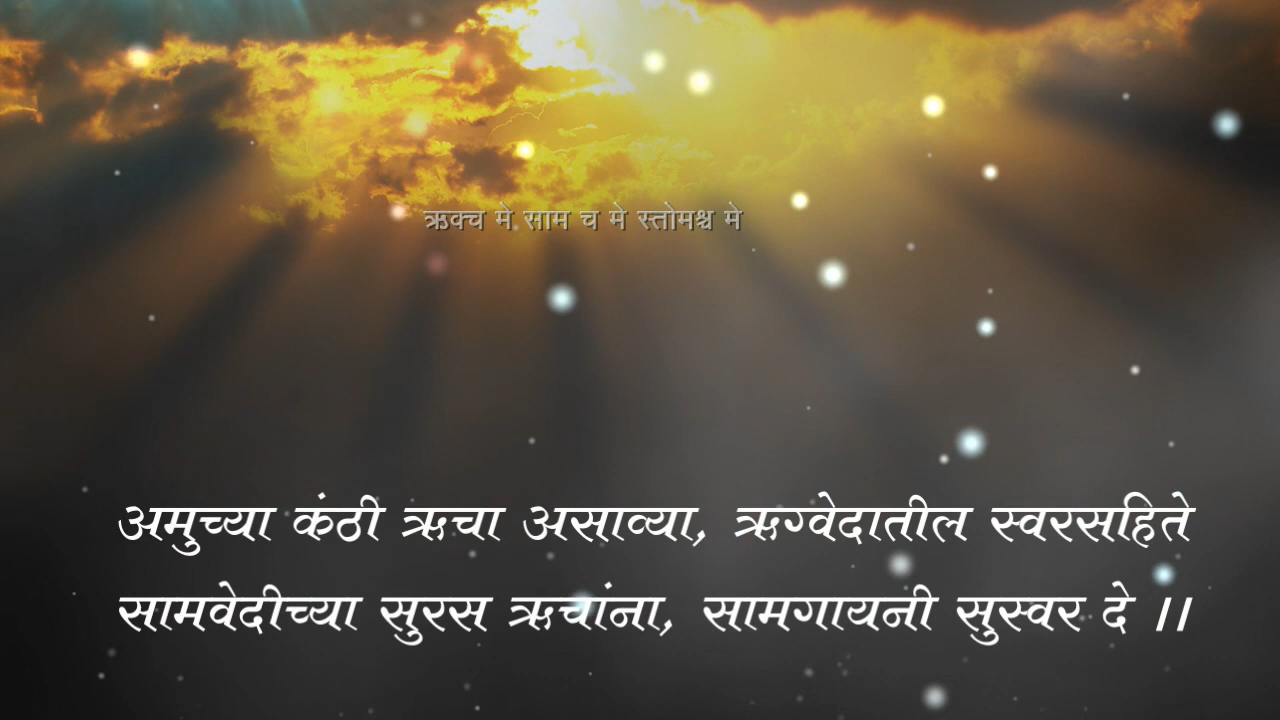 ऋक्च मे साम च मे स्तोमश्च मे
अमुच्या कंठी ऋचा असाव्या, ऋग्वेदातील स्वरसहिते
सामवेदीच्या सुरस ऋचांना, सामगायनी सुस्वर दे ।।